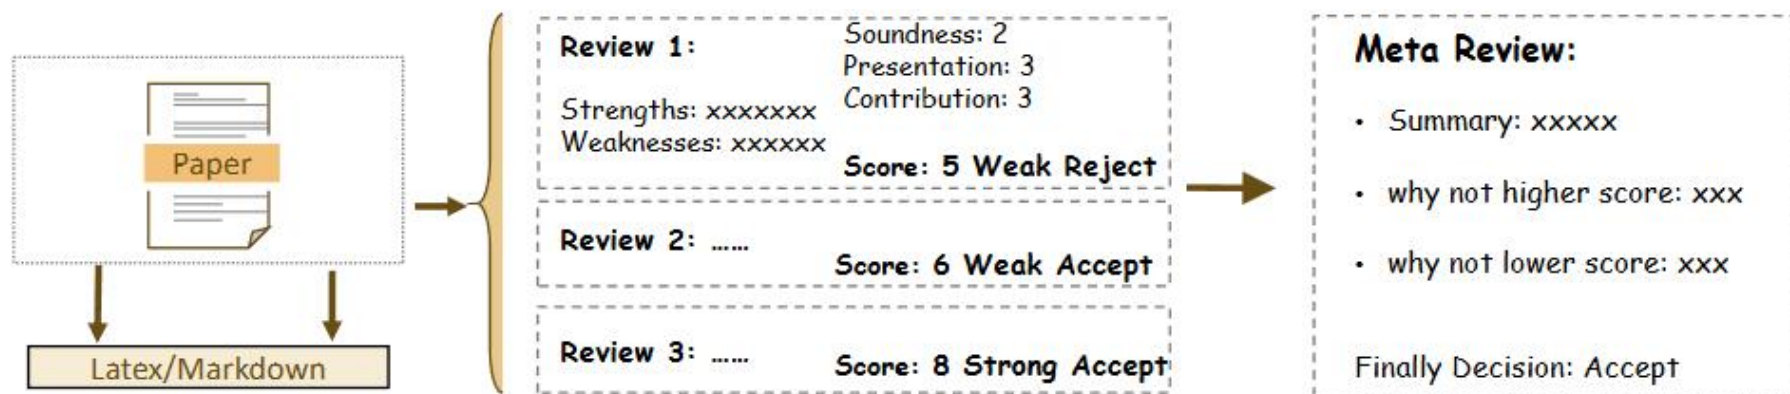 Paper
Latex/Markdown
Review 1:
Soundness: 2
Presentation: 3
Contribution: 3
Strengths: xxxxxxx
Weaknesses: xxxxxx
Score: 5 Weak Reject
Review 2: ......
Score: 6 Weak Accept
Review 3: ......
Score: 8 Strong Accept
Meta Review:
• Summary: xxxxx
• why not higher score: xxx
• why not lower score: xxx
Finally Decision: Accept